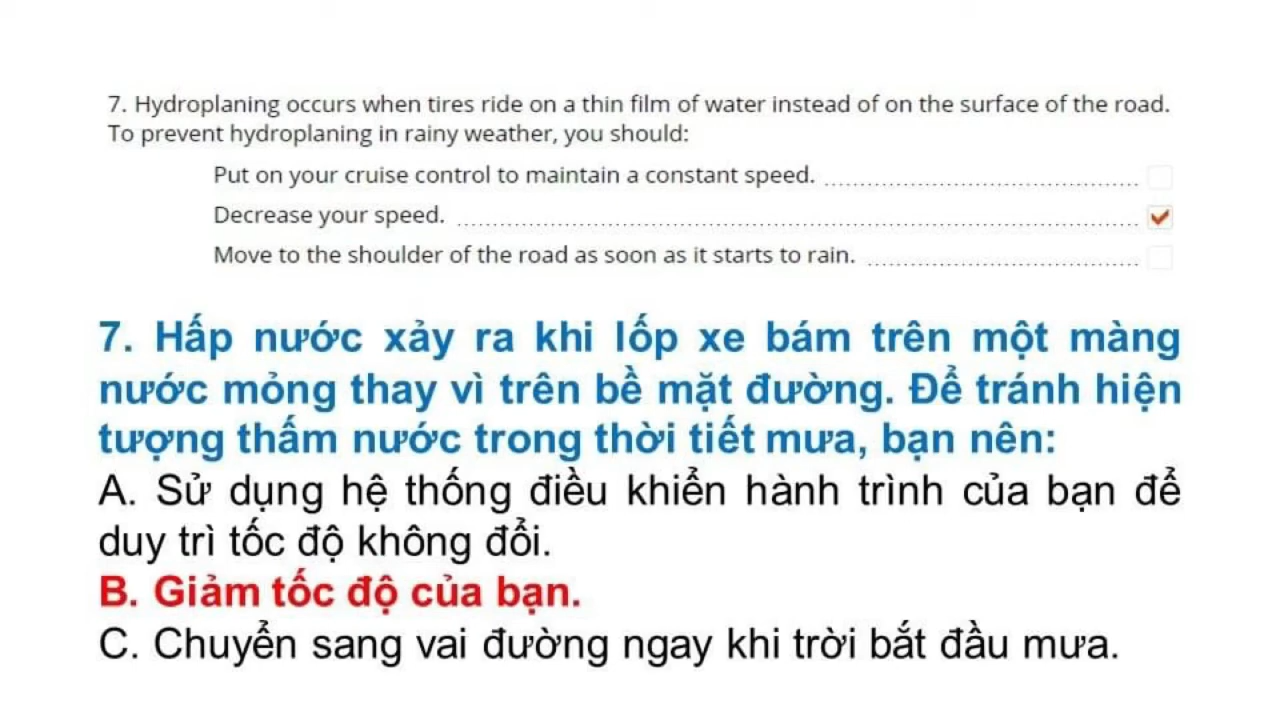 7. Hydroplaning occurs when tires ride on a thin film of water instead of on the surface of the road.
To prevent hydroplaning in rainy weather, you should:
Put on your cruise control to maintain a constant speed. ............................................
Decrease your speed. ................................................................................................
Move to the shoulder of the road as soon as it starts to rain. ......................................
7. Hấp nước xảy ra khi lốp xe bám trên một màng
nước mỏng thay vì trên bề mặt đường. Để tránh hiện
tượng thấm nước trong thời tiết mưa, bạn nên:
A. Sử dụng hệ thống điều khiển hành trình của bạn để
duy trì tốc độ không đổi.
B. Giảm tốc độ của bạn.
C. Chuyển sang vai đường ngay khi trời bắt đầu mưa.